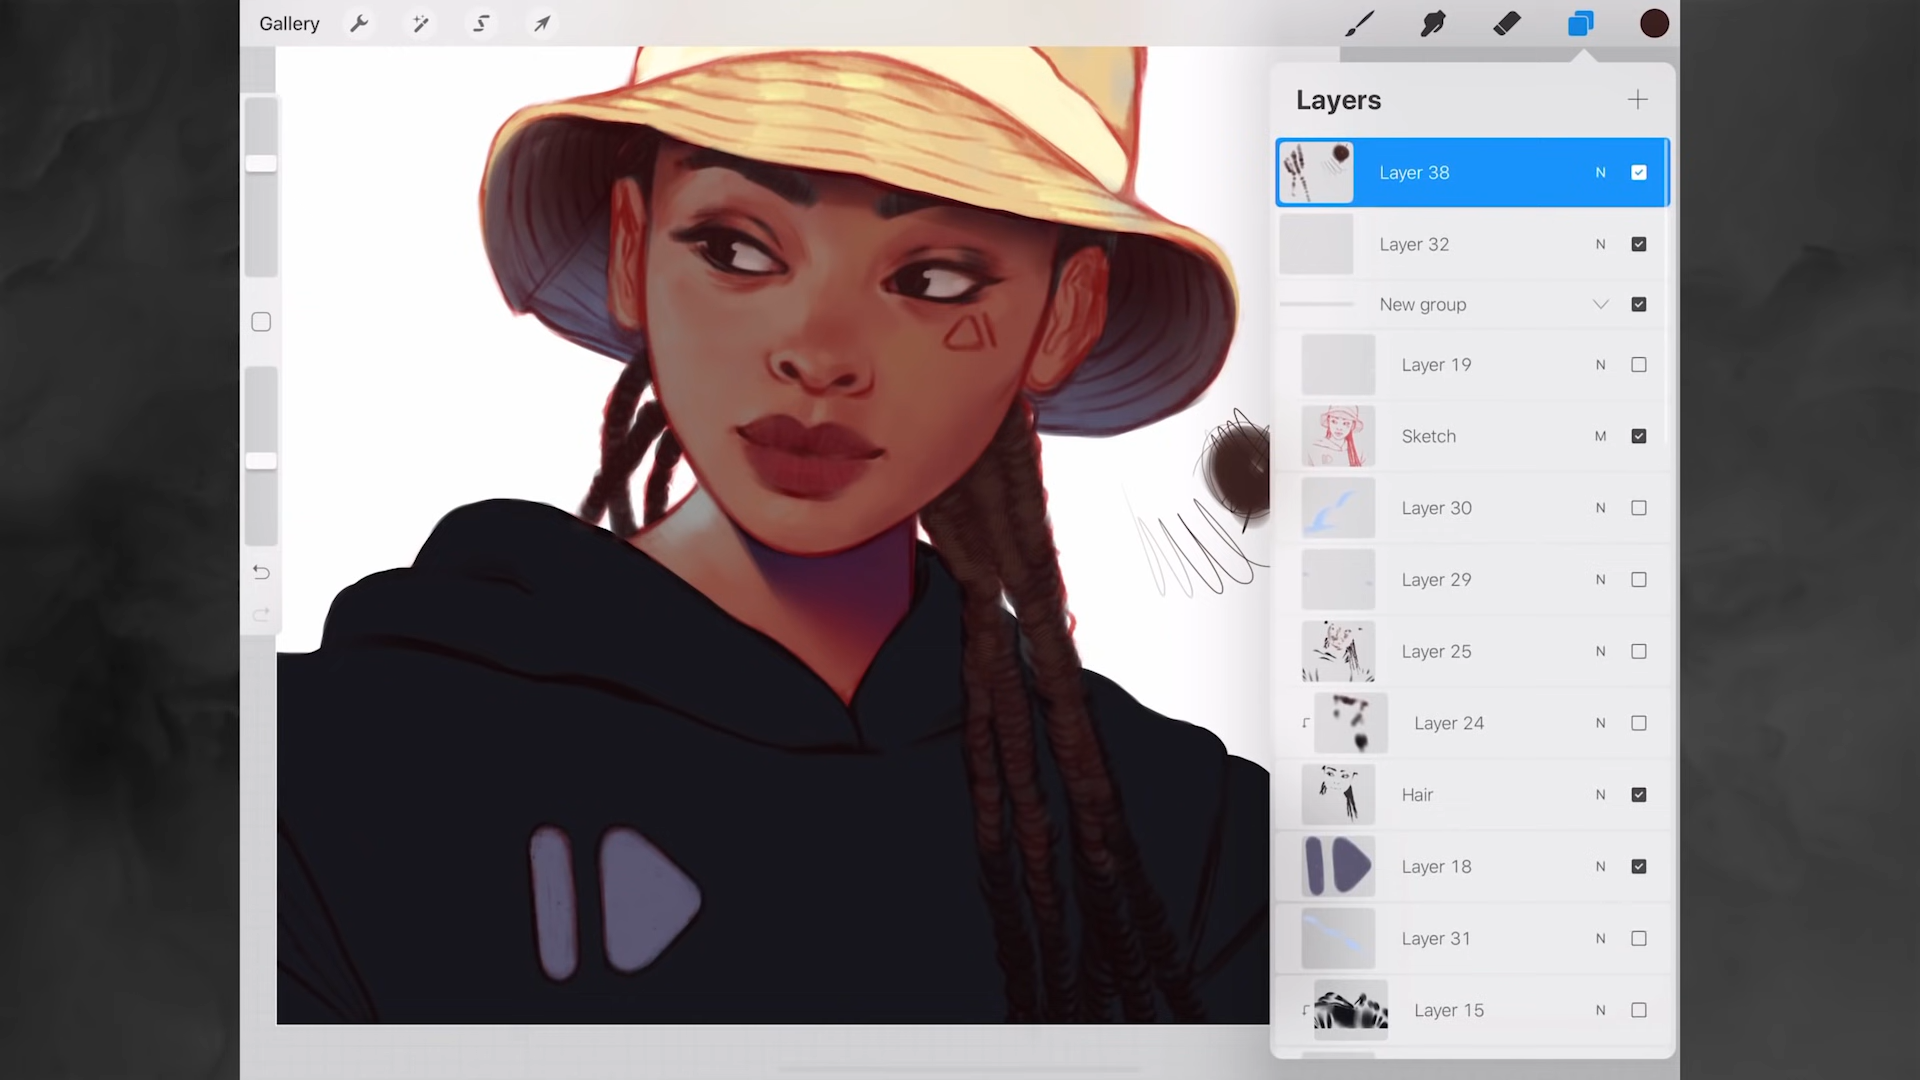 Gallery
Layers
Layer 38 N
Layer 32 N
New group
Layer 19 N
Sketch M
Layer 30 N
Layer 29 N
Layer 25 N
Layer 24 N
Hair N
Layer 18 N
Layer 31 N
Layer 15 N